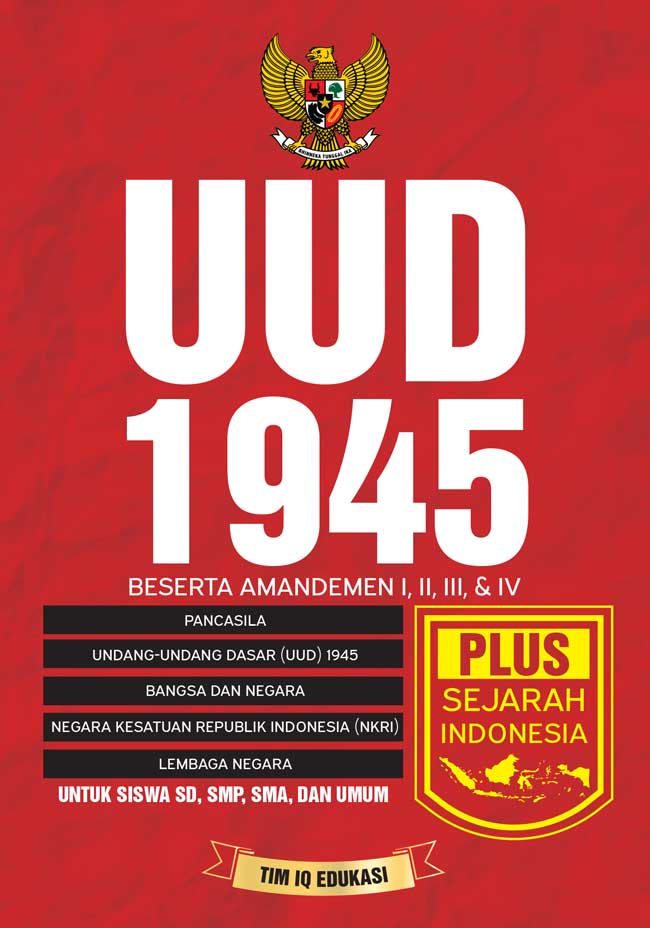 BHINNEKA TUNGGAL IKA
UUD
1945
BESERTA AMANDEMEN I, II, III, & IV
PANCASILA
UNDANG-UNDANG DASAR (UUD) 1945
BANGSA DAN NEGARA
NEGARA KESATUAN REPUBLIK INDONESIA (NKRI)
LEMBAGA NEGARA
UNTUK SISWA SD, SMP, SMA, DAN UMUM
PLUS
SEJARAH
INDONESIA
TIM IQ EDUKASI